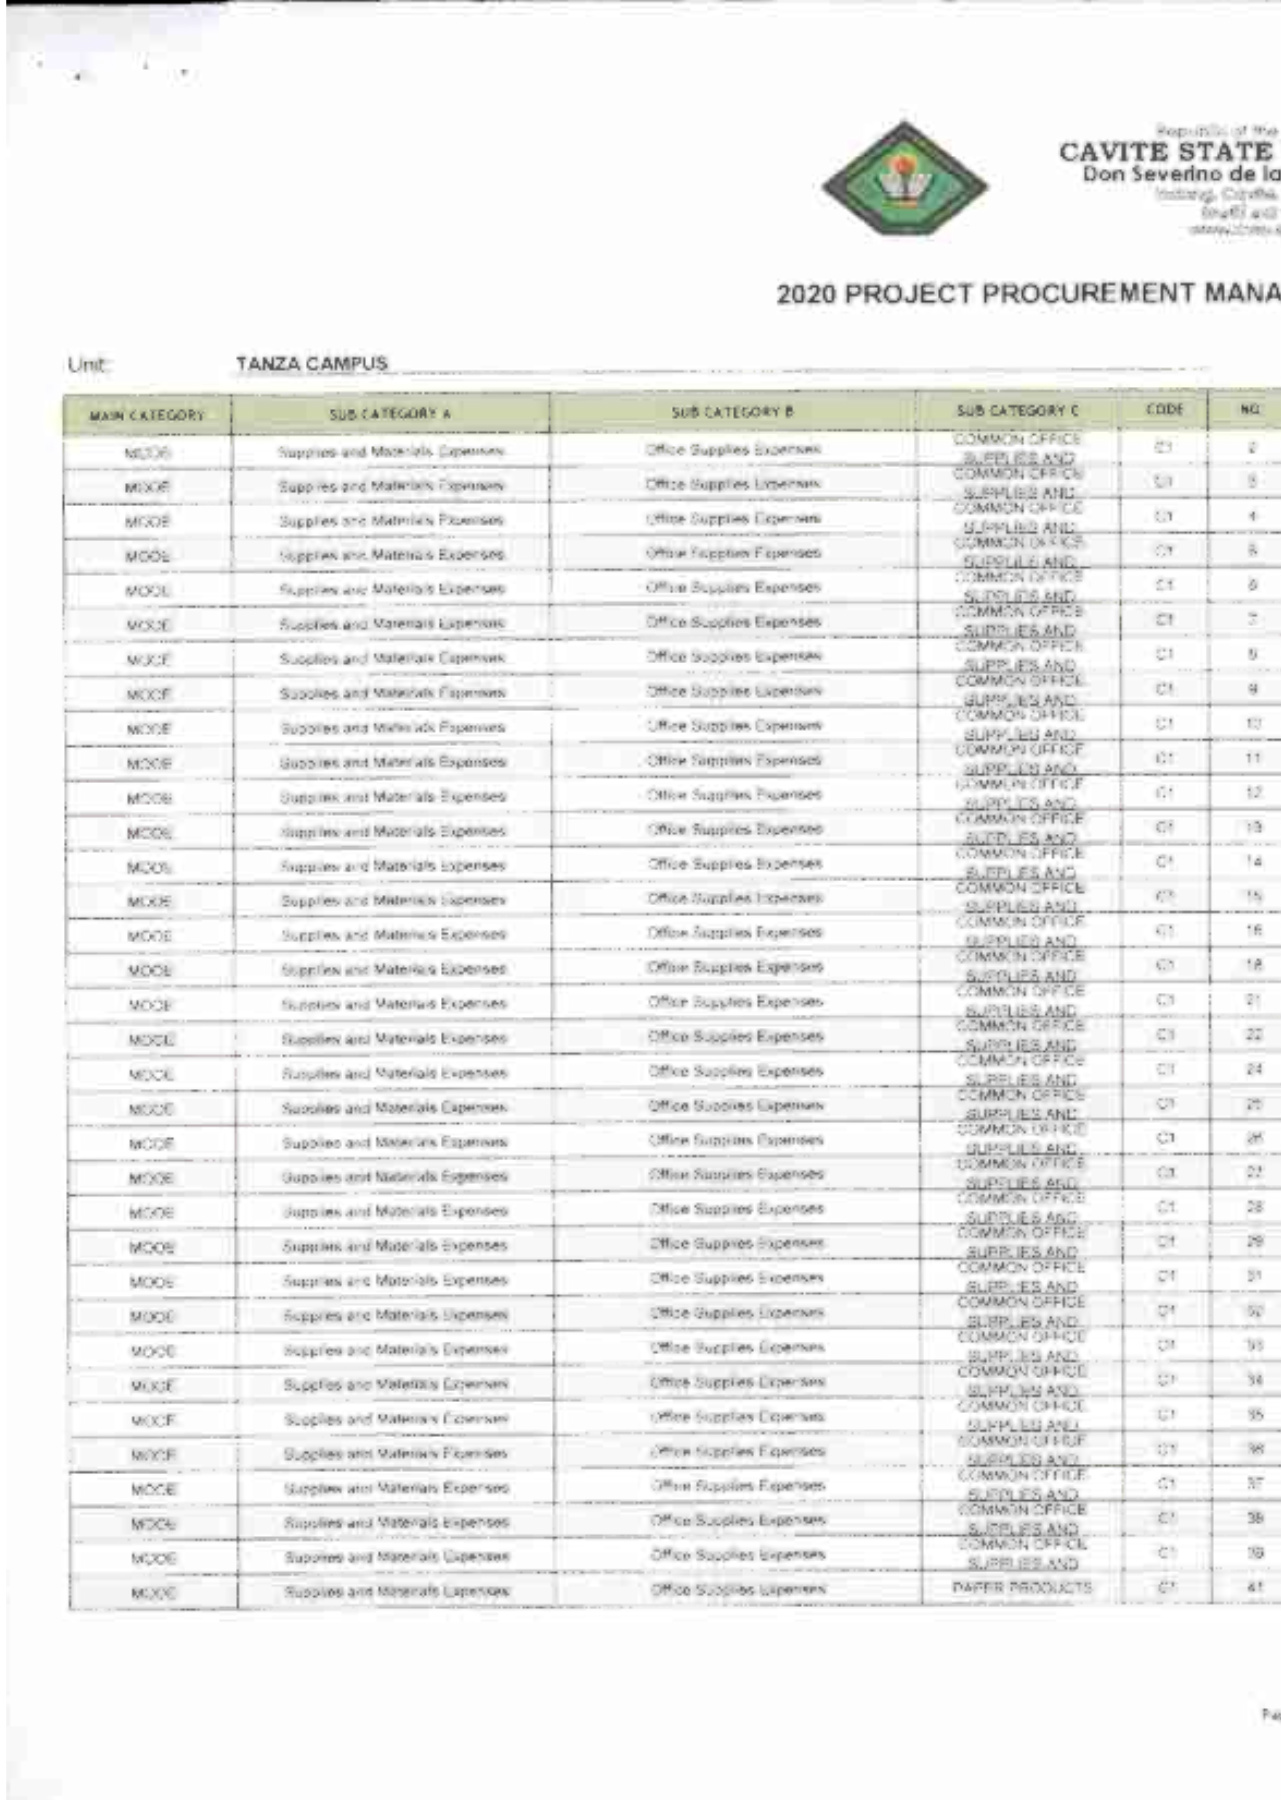 Republic of the
CAVITE STATE
Don Severino de la
Indang, Cavite
www.cvsu.e
2020 PROJECT PROCUREMENT MANA
Unit: TANZA CAMPUS
MAIN CATEGORY SUB CATEGORY A SUB CATEGORY B SUB CATEGORY C CODE NO.
MOOE Supplies and Materials Expenses Office Supplies Expenses COMMON OFFICE SUPPLIES AND C1 2
MOOE Supplies and Materials Expenses Office Supplies Expenses COMMON OFFICE SUPPLIES AND C1 3
MOOE Supplies and Materials Expenses Office Supplies Expenses COMMON OFFICE SUPPLIES AND C1 4
MOOE Supplies and Materials Expenses Office Supplies Expenses COMMON OFFICE SUPPLIES AND C1
MOOE Supplies and Materials Expenses Office Supplies Expenses COMMON OFFICE SUPPLIES AND C1 6
MOOE Supplies and Materials Expenses Office Supplies Expenses COMMON OFFICE SUPPLIES AND C1 7
MOOE Supplies and Materials Expenses Office Supplies Expenses COMMON OFFICE SUPPLIES AND C1
MOOE Supplies and Materials Expenses Office Supplies Expenses COMMON OFFICE SUPPLIES AND C1 9
MOOE Supplies and Materials Expenses Office Supplies Expenses COMMON OFFICE SUPPLIES AND C1 10
MOOE Supplies and Materials Expenses Office Supplies Expenses COMMON OFFICE SUPPLIES AND C1 11
MOOE Supplies and Materials Expenses Office Supplies Expenses COMMON OFFICE SUPPLIES AND C1 12
MOOE Supplies and Materials Expenses Office Supplies Expenses COMMON OFFICE SUPPLIES AND C1 13
MOOE Supplies and Materials Expenses Office Supplies Expenses COMMON OFFICE SUPPLIES AND C1 14
MOOE Supplies and Materials Expenses Office Supplies Expenses COMMON OFFICE SUPPLIES AND C1 15
MOOE Supplies and Materials Expenses Office Supplies Expenses COMMON OFFICE SUPPLIES AND C1 16
MOOE Supplies and Materials Expenses Office Supplies Expenses COMMON OFFICE SUPPLIES AND C1 18
MOOE Supplies and Materials Expenses Office Supplies Expenses COMMON OFFICE SUPPLIES AND C1 21
MOOE Supplies and Materials Expenses Office Supplies Expenses COMMON OFFICE SUPPLIES AND C1 22
MOOE Supplies and Materials Expenses Office Supplies Expenses COMMON OFFICE SUPPLIES AND C1 24
MOOE Supplies and Materials Expenses Office Supplies Expenses COMMON OFFICE SUPPLIES AND C1 25
MOOE Supplies and Materials Expenses Office Supplies Expenses COMMON OFFICE SUPPLIES AND C1 26
MOOE Supplies and Materials Expenses Office Supplies Expenses COMMON OFFICE SUPPLIES AND C1 27
MOOE Supplies and Materials Expenses Office Supplies Expenses COMMON OFFICE SUPPLIES AND C1 28
MOOE Supplies and Materials Expenses Office Supplies Expenses COMMON OFFICE SUPPLIES AND C1 29
MOOE Supplies and Materials Expenses Office Supplies Expenses COMMON OFFICE SUPPLIES AND C1 31
MOOE Supplies and Materials Expenses Office Supplies Expenses COMMON OFFICE SUPPLIES AND C1 32
MOOE Supplies and Materials Expenses Office Supplies Expenses COMMON OFFICE SUPPLIES AND C1 33
MOOE Supplies and Materials Expenses Office Supplies Expenses COMMON OFFICE SUPPLIES AND C1 34
MOOE Supplies and Materials Expenses Office Supplies Expenses COMMON OFFICE SUPPLIES AND C1 35
MOOE Supplies and Materials Expenses Office Supplies Expenses COMMON OFFICE SUPPLIES AND C1 36
MOOE Supplies and Materials Expenses Office Supplies Expenses COMMON OFFICE SUPPLIES AND C1 37
MOOE Supplies and Materials Expenses Office Supplies Expenses COMMON OFFICE SUPPLIES AND C1 38
MOOE Supplies and Materials Expenses Office Supplies Expenses COMMON OFFICE SUPPLIES AND C1 39
MOOE Supplies and Materials Expenses Office Supplies Expenses PAPER PRODUCTS C1 41